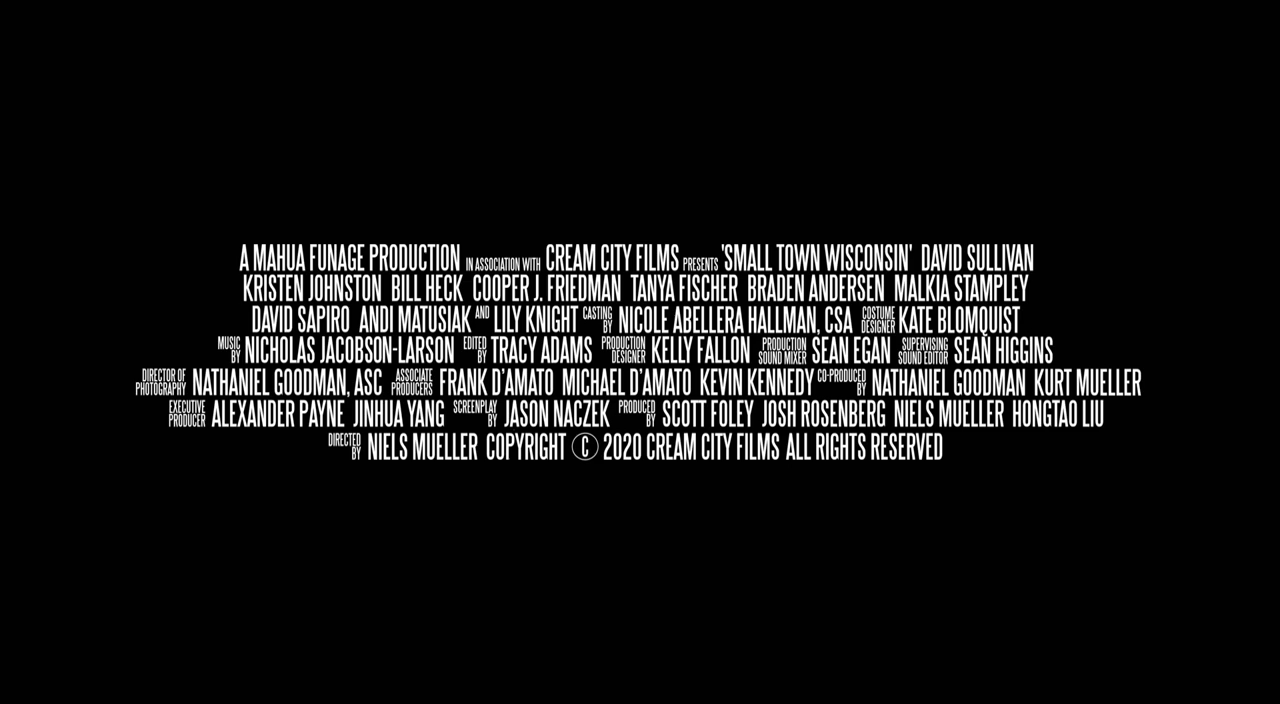 A MAHUA FUNAGE PRODUCTION IN ASSOCIATION WITH CREAM CITY FILMS PRESENTS 'SMALL TOWN WISCONSIN' DAVID SULLIVAN
KRISTEN JOHNSTON BILL HECK COOPER J. FRIEDMAN TANYA FISCHER BRADEN ANDERSEN MALKIA STAMPLEY
DAVID SAPIRO ANDI MATUSIAK AND LILY KNIGHT CASTING BY NICOLE ABELLERA HALLMAN, CSA COSTUME DESIGNER KATE BLOMQUIST
MUSIC BY NICHOLAS JACOBSON-LARSON EDITED BY TRACY ADAMS PRODUCTION DESIGNER KELLY FALLON PRODUCTION SOUND MIXER SEAN EGAN SUPERVISING SOUND EDITOR SEAN HIGGINS
DIRECTOR OF PHOTOGRAPHY NATHANIEL GOODMAN, ASC ASSOCIATE PRODUCERS FRANK D'AMATO MICHAEL D'AMATO KEVIN KENNEDY CO-PRODUCED BY NATHANIEL GOODMAN KURT MUELLER
EXECUTIVE PRODUCER ALEXANDER PAYNE JINHUA YANG SCREENPLAY BY JASON NACZEK PRODUCED BY SCOTT FOLEY JOSH ROSENBERG NIELS MUELLER HONGTAO LIU
DIRECTED BY NIELS MUELLER COPYRIGHT © 2020 CREAM CITY FILMS ALL RIGHTS RESERVED